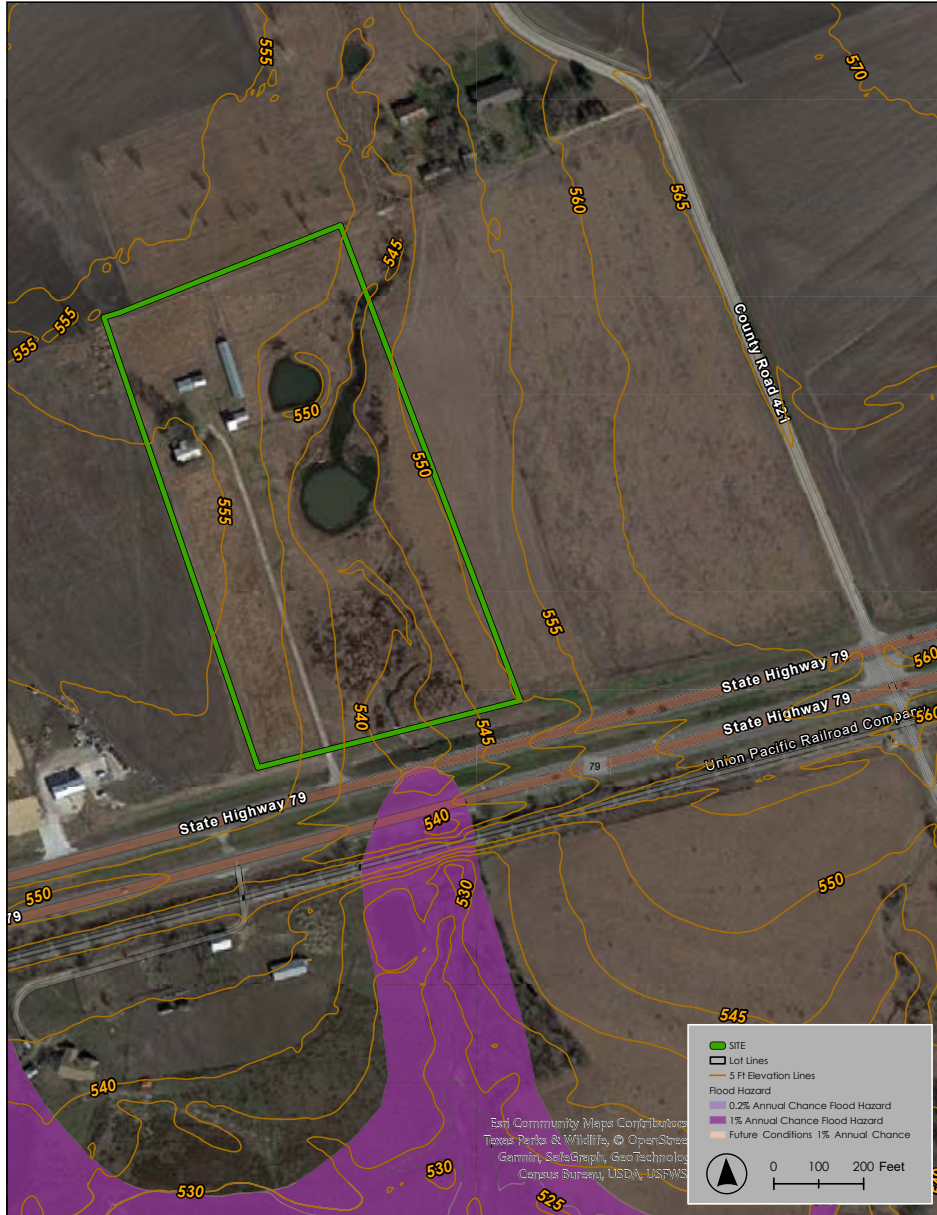 555
570
560
565
545
555
555
County Road 421
550
550
555
555
State Highway 79
560
State Highway 79
560
540
545
Union Pacific Railroad Company
79
State Highway 79
540
550
530
550
79
545
540
SITE
Lot Lines
5 Ft Elevation Lines
Flood Hazard
0.2% Annual Chance Flood Hazard
1% Annual Chance Flood Hazard
Future Conditions 1% Annual Chance
0 100 200 Feet
Esri Community Maps Contributors
Texas Parks & Wildlife, © OpenStree
Garmin, SafeGraph, GeoTechnolog
Census Bureau, USDA, USFWS
530
530
525